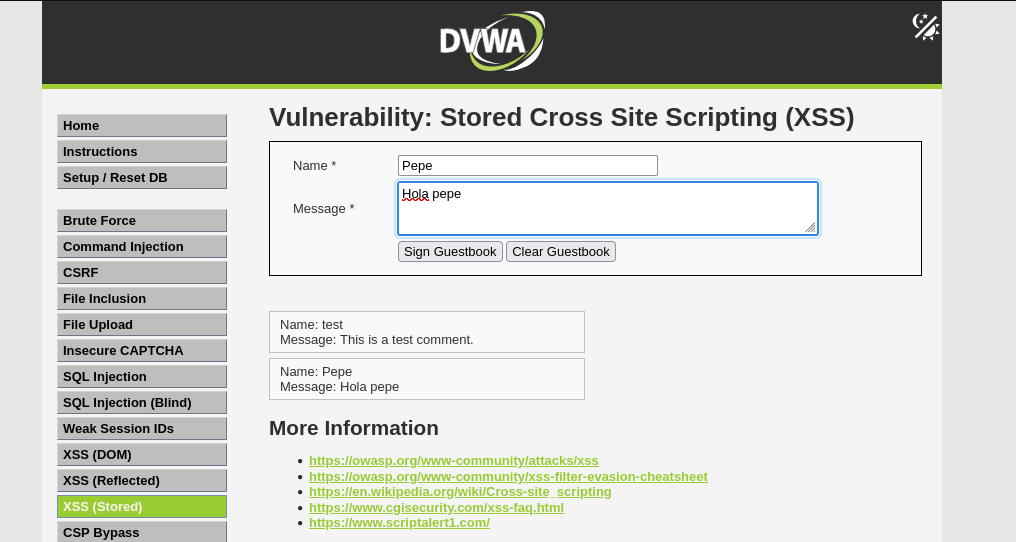 DVWA
Home
Instructions
Setup / Reset DB
Brute Force
Command Injection
CSRF
File Inclusion
File Upload
Insecure CAPTCHA
SQL Injection
SQL Injection (Blind)
Weak Session IDs
XSS (DOM)
XSS (Reflected)
XSS (Stored)
CSP Bypass
Vulnerability: Stored Cross Site Scripting (XSS)
Name * Pepe
Message * Hola pepe
Sign Guestbook Clear Guestbook
Name: test
Message: This is a test comment.
Name: Pepe
Message: Hola pepe
More Information
https://owasp.org/www-community/attacks/xss
https://owasp.org/www-community/xss-filter-evasion-cheatsheet
https://en.wikipedia.org/wiki/Cross-site_scripting
https://www.cgisecurity.com/xss-faq.html
https://www.scriptalert1.com/